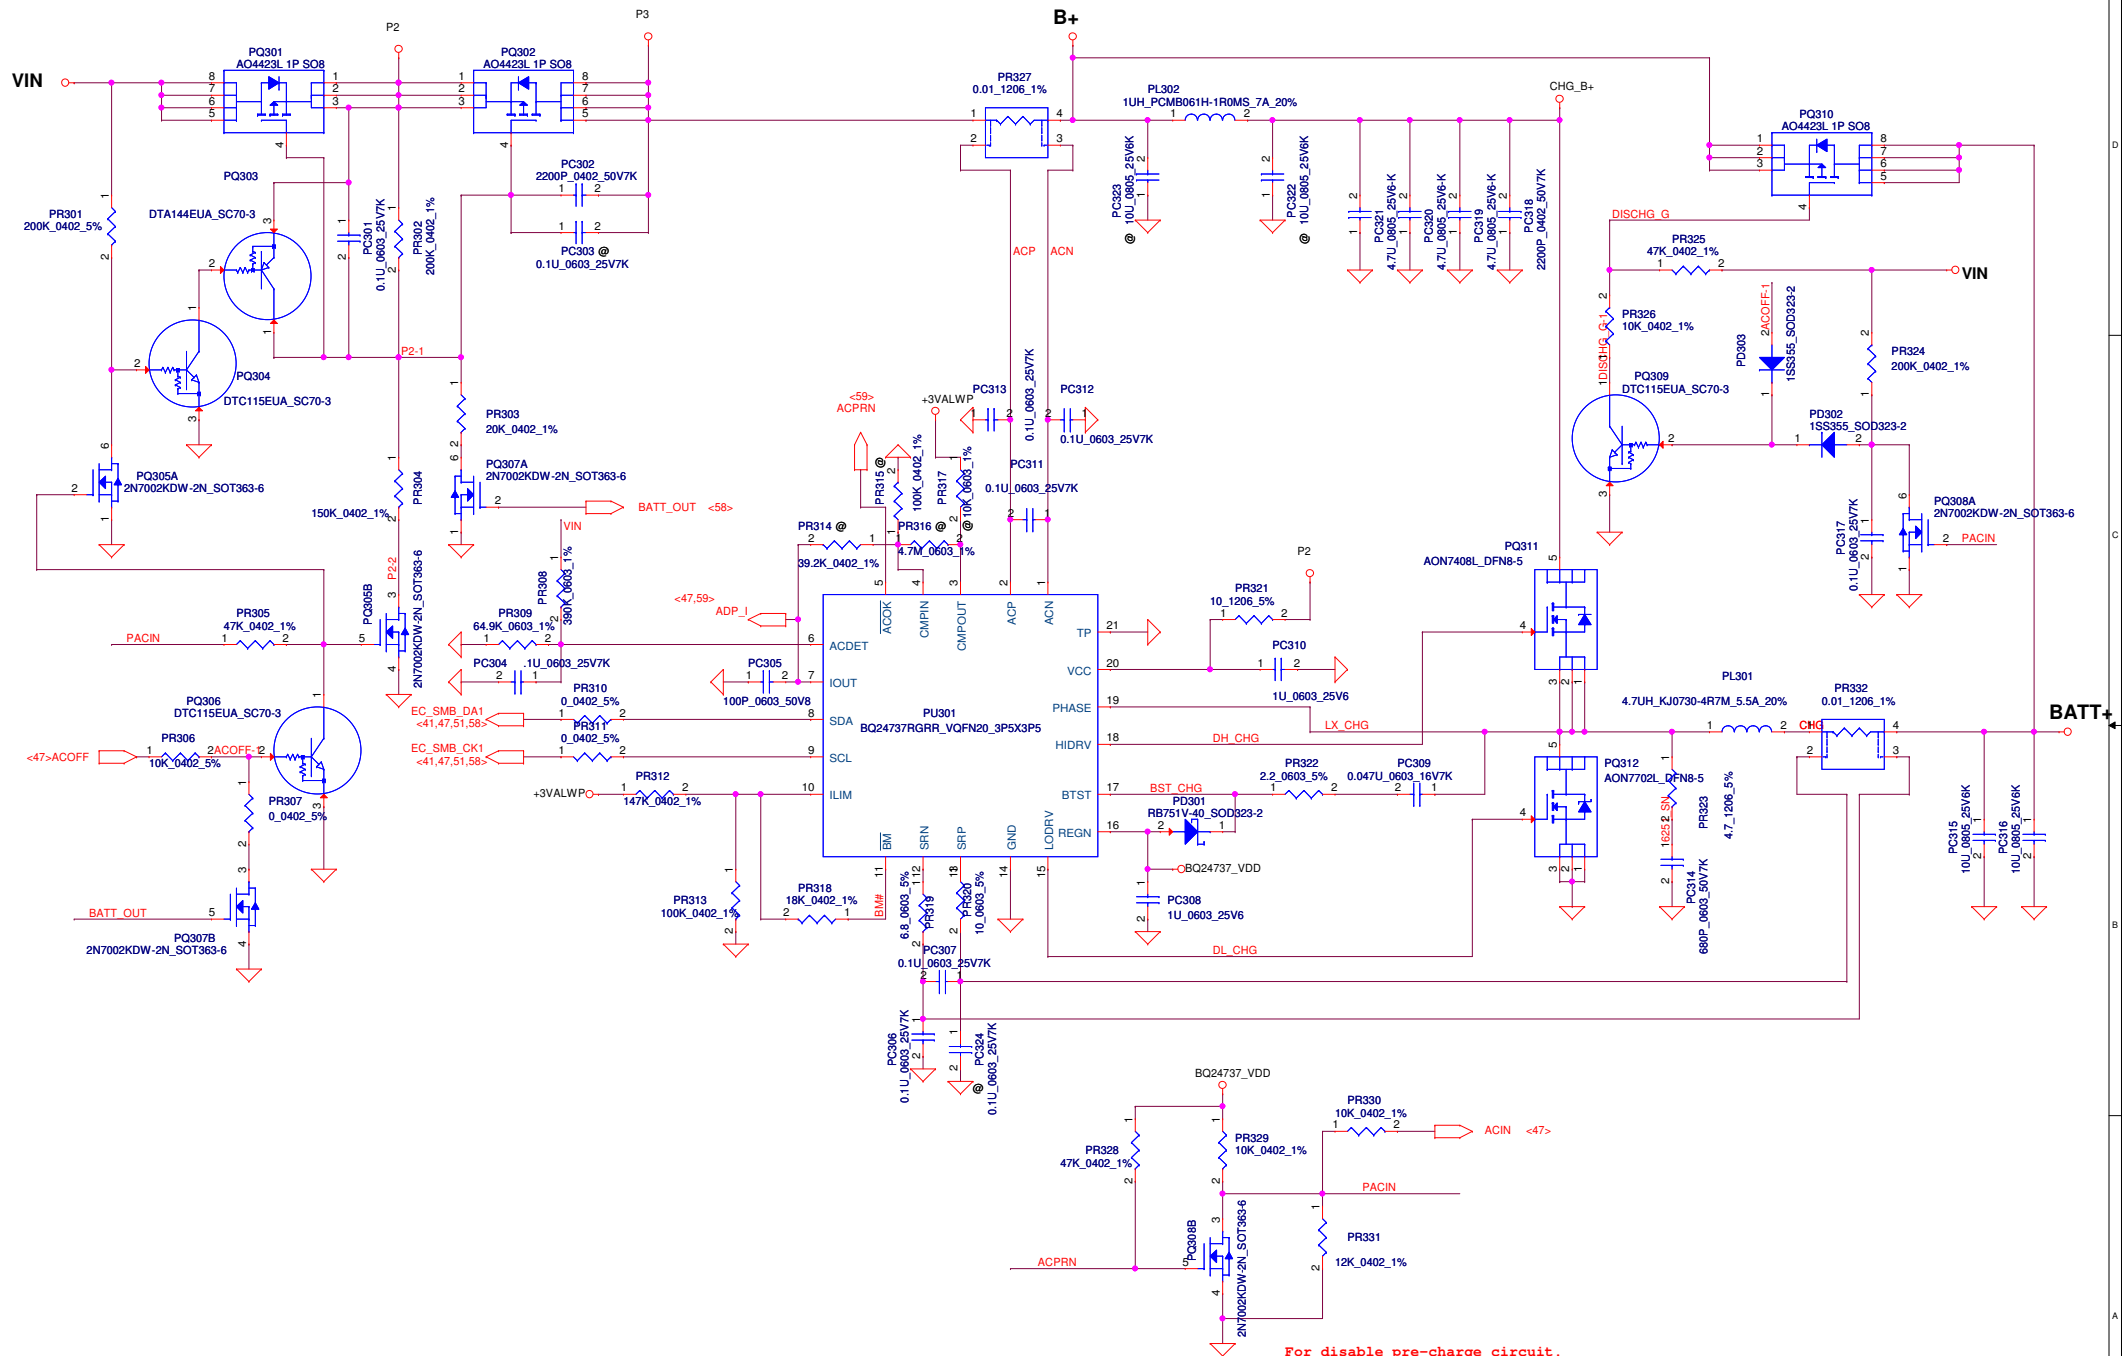 B+
P3
P2
VIN
PQ301
AO4423L 1P SO8
PQ302
AO4423L 1P SO8
PR327
0.01_1206_1%
PL302
1UH_PCMB061H-1R0MS_7A_20%
CHG_B+
PQ310
AO4423L 1P SO8
PQ303
DTA144EUA_SC70-3
PR301
200K_0402_5%
PC301
0.1U_0603_25V7K
PR302
200K_0402_1%
PC302
2200P_0402_50V7K
PC303 @
0.1U_0603_25V7K
ACP
ACN
PC323
@ 10U_0805_25V6K
PC322
@ 10U_0805_25V6K
PC321
4.7U_0805_25V6-K
PC320
4.7U_0805_25V6-K
PC319
4.7U_0805_25V6-K
PC318
2200P_0402_50V7K
DISCHG_G
PR325
47K_0402_1%
VIN
PR326
10K_0402_1%
DISCHG_G-1
ACOFF-1
PD303
1SS355_SOD323-2
PR324
200K_0402_1%
PQ304
DTC115EUA_SC70-3
P2-1
PR303
20K_0402_1%
PQ307A
2N7002KDW-2N_SOT363-6
BATT_OUT <58>
PQ305A
2N7002KDW-2N_SOT363-6
PR304
150K_0402_1%
P2-2
<59>
ACPRN
+3VALWP
PR315 @
100K_0402_1%
PR317
@ 10K_0603_1%
PC313
0.1U_0603_25V7K
PC312
0.1U_0603_25V7K
PC311
0.1U_0603_25V7K
PQ309
DTC115EUA_SC70-3
PD302
1SS355_SOD323-2
PQ308A
2N7002KDW-2N_SOT363-6
PACIN
PC317
0.1U_0603_25V7K
PR314 @
39.2K_0402_1%
PR316 @
4.7M_0603_1%
VIN
PR308
390K_0603_1%
PQ305B
2N7002KDW-2N_SOT363-6
PR305
47K_0402_1%
PACIN
PR309
64.9K_0603_1%
PC304
.1U_0603_25V7K
<47,59>
ADP_I
PC305
100P_0603_50V8
PR310
0_0402_5%
EC_SMB_DA1
<41,47,51,58>
PR311
0_0402_5%
EC_SMB_CK1
<41,47,51,58>
PR312
147K_0402_1%
+3VALWP
PU301
BQ24737RGRR_VQFN20_3P5X3P5
ACOK
CMPIN
CMPOUT
ACP
ACN
ACDET
IOUT
SDA
SCL
ILIM
BM
SRN
SRP
GND
LODRV
TP
VCC
PHASE
HIDRV
BTST
REGN
P2
PR321
10_1206_5%
PC310
1U_0603_25V6
PQ311
AON7408L_DFN8-5
LX_CHG
DH_CHG
PL301
4.7UH_KJ0730-4R7M_5.5A_20%
CHG
PR332
0.01_1206_1%
BATT+
PQ306
DTC115EUA_SC70-3
PR306
10K_0402_5%
<47>ACOFF
ACOFF-1
PR307
0_0402_5%
BATT_OUT
PQ307B
2N7002KDW-2N_SOT363-6
PR322
2.2_0603_5%
PC309
0.047U_0603_16V7K
BST_CHG
PD301
RB751V-40_SOD323-2
BQ24737_VDD
PC308
1U_0603_25V6
PQ312
AON7702L_DFN8-5
PR323
4.7_1206_5%
PC314
680P_0603_50V7K
PC315
10U_0805_25V6K
PC316
10U_0805_25V6K
PR313
100K_0402_1%
PR318
18K_0402_1%
BM#
PR319
6.8_0603_5%
PR320
10_0603_5%
PC307
0.1U_0603_25V7K
DL_CHG
PC306
0.1U_0603_25V7K
PC324
@ 0.1U_0603_25V7K
BQ24737_VDD
PR328
47K_0402_1%
PR329
10K_0402_1%
PR330
10K_0402_1%
ACIN <47>
PACIN
PQ308B
2N7002KDW-2N_SOT363-6
PR331
12K_0402_1%
ACPRN
For disable pre-charge circuit.
D
C
B
A